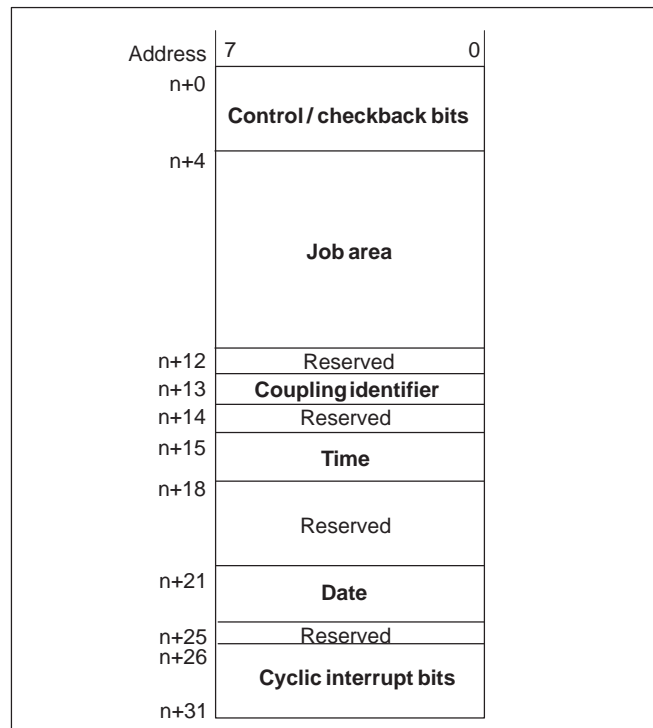 Address 7 0
n+0
Control / checkback bits
n+4
Job area
n+12 Reserved
n+13 Coupling identifier
n+14 Reserved
n+15
Time
n+18
Reserved
n+21
Date
n+25 Reserved
n+26
Cyclic interrupt bits
n+31